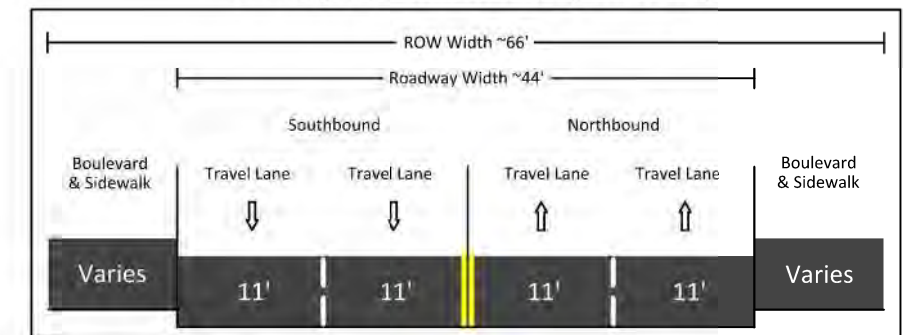 ROW Width ~66'
Roadway Width ~44'
Southbound
Northbound
Boulevard
& Sidewalk
Travel Lane
Travel Lane
Travel Lane
Travel Lane
Boulevard
& Sidewalk
Varies
11'
11'
11'
11'
Varies